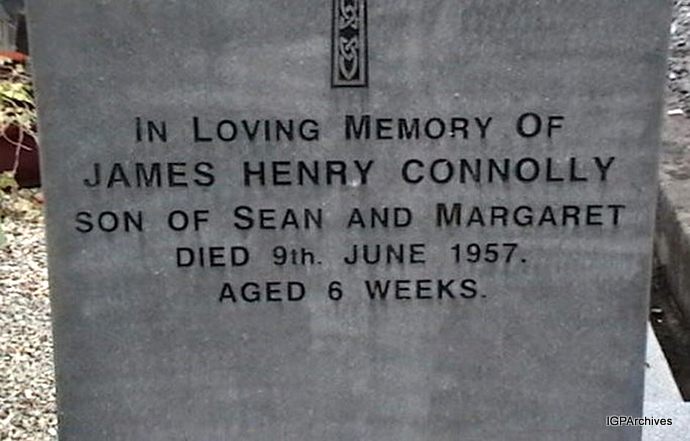 IN LOVING MEMORY OF
JAMES HENRY CONNOLLY
SON OF SEAN AND MARGARET
DIED 9th. JUNE 1957.
AGED 6 WEEKS.
IGPArchives